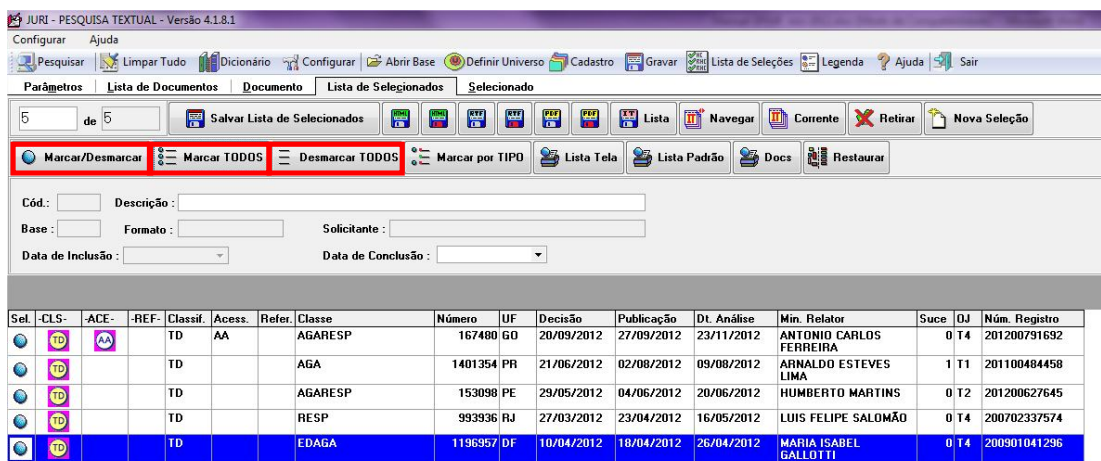 JURI - PESQUISA TEXTUAL - Versão 4.1.8.1
Configurar Ajuda
Pesquisar Limpar Tudo Dicionário Configurar Abrir Base Definir Universo Cadastro Gravar Lista de Seleções Legenda Ajuda Sair
Parâmetros Lista de Documentos Documento Lista de Selecionados Selecionado
5 de 5 Salvar Lista de Selecionados HTML HTML RTF RTF PDF PDF Lista Navegar Corrente Retirar Nova Seleção
Marcar/Desmarcar Marcar TODOS Desmarcar TODOS Marcar por TIPO Lista Tela Lista Padrão Docs Restaurar
Cód.: Descrição :
Base : Formato : Solicitante :
Data de Inclusão : Data de Conclusão :
Sel. -CLS- -ACE- -REF- Classif. Acess. Refer. Classe Número UF Decisão Publicação Dt. Análise Min. Relator Suce OJ Núm. Registro
TD AA TD AA AGARESP 167480 GO 20/09/2012 27/09/2012 23/11/2012 ANTONIO CARLOS FERREIRA 0 T4 201200791692
TD TD AGA 1401354 PR 21/06/2012 02/08/2012 09/08/2012 ARNALDO ESTEVES LIMA 1 T1 201100484458
TD TD AGARESP 153098 PE 29/05/2012 04/06/2012 20/06/2012 HUMBERTO MARTINS 0 T2 201200627645
TD TD RESP 993936 RJ 27/03/2012 23/04/2012 16/05/2012 LUIS FELIPE SALOMÃO 0 T4 200702337574
TD TD EDAGA 1196957 DF 10/04/2012 18/04/2012 26/04/2012 MARIA ISABEL GALLOTTI 0 T4 200901041296